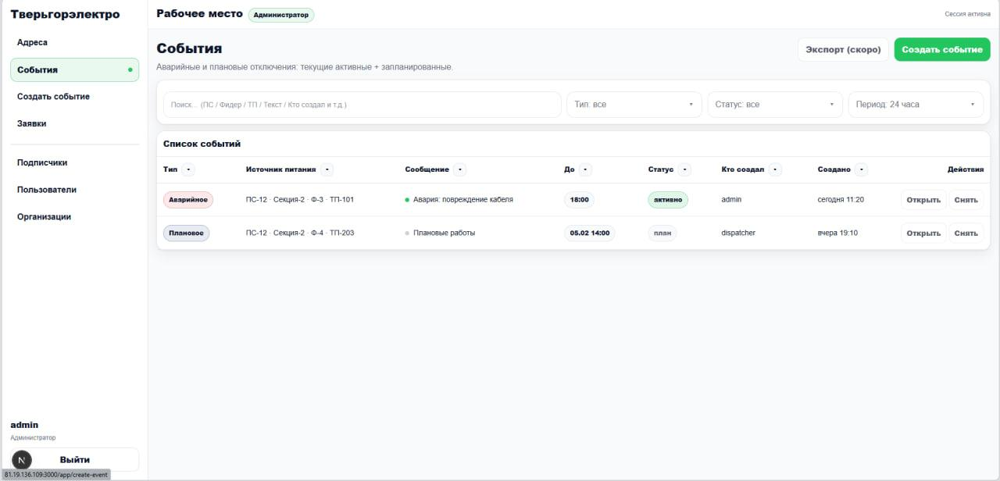 Тверьгорэлектро
Рабочее место Администратор
Сессия активна
Адреса
События
Создать событие
Заявки
Подписчики
Пользователи
Организации
События
Экспорт (скоро) Создать событие
Аварийные и плановые отключения: текущие активные + запланированные.
Поиск... (ПС / Фидер / ТП / Текст / Кто создал и т.д.) Тип: все Статус: все Период: 24 часа
Список событий
Тип Источник питания Сообщение До Статус Кто создал Создано Действия
Аварийное ПС-12 · Секция-2 · Ф-3 · ТП-101 Авария: повреждение кабеля 18:00 активно admin сегодня 11:20 Открыть Снять
Плановое ПС-12 · Секция-2 · Ф-4 · ТП-203 Плановые работы 05.02 14:00 план dispatcher вчера 19:10 Открыть Снять
admin
Администратор
N Выйти
81.19.136.109:3000/app/create-event